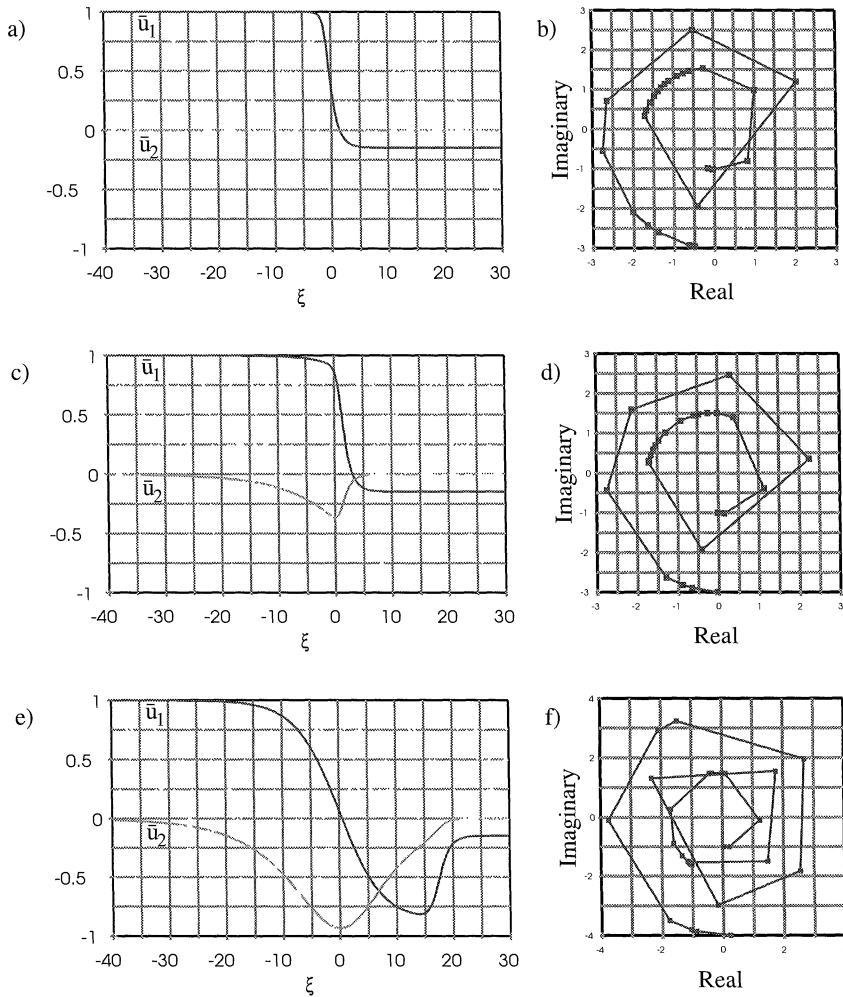 a)
ū₁
ū₂
1
0.5
0
-0.5
-1
-40 -30 -20 -10 0 10 20 30
ξ
b)
Imaginary
3
2
1
0
-1
-2
-3
-3 -2 -1 0 1 2 3
Real
c)
ū₁
ū₂
1
0.5
0
-0.5
-1
-40 -30 -20 -10 0 10 20 30
ξ
d)
Imaginary
3
2
1
0
-1
-2
-3
-3 -2 -1 0 1 2 3
Real
e)
ū₁
ū₂
1
0.5
0
-0.5
-1
-40 -30 -20 -10 0 10 20 30
ξ
f)
Imaginary
4
2
0
-2
-4
-4 -2 0 2
Real